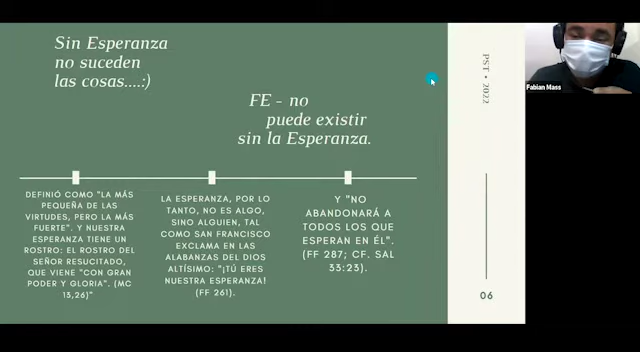 Sin Esperanza
no suceden
las cosas....:)
FE - no
puede existir
sin la Esperanza.
DEFINIÓ COMO "LA MÁS
PEQUEÑA DE LAS
VIRTUDES, PERO LA MÁS
FUERTE". Y NUESTRA
ESPERANZA TIENE UN
ROSTRO: EL ROSTRO DEL
SEÑOR RESUCITADO,
QUE VIENE "CON GRAN
PODER Y GLORIA". (MC
13,26)"
LA ESPERANZA, POR LO
TANTO, NO ES ALGO,
SINO ALGUIEN, TAL
COMO SAN FRANCISCO
EXCLAMA EN LAS
ALABANZAS DEL DIOS
ALTÍSIMO: "¡TÚ ERES
NUESTRA ESPERANZA!
(FF 261).
Y "NO
ABANDONARÁ A
TODOS LOS QUE
ESPERAN EN ÉL".
(FF 287; CF. SAL
33:23).
PST • 2022
06
Fabian Mass